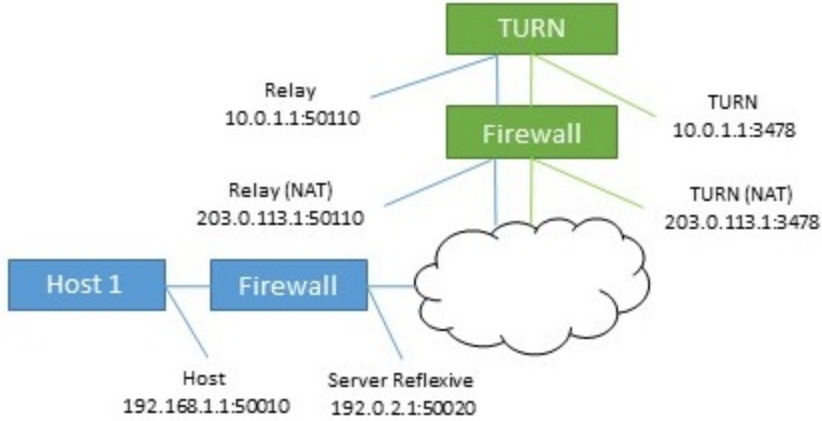 TURN
Relay
10.0.1.1:50110
TURN
10.0.1.1:3478
Firewall
Relay (NAT)
203.0.113.1:50110
TURN (NAT)
203.0.113.1:3478
Host 1
Firewall
Host
192.168.1.1:50010
Server Reflexive
192.0.2.1:50020